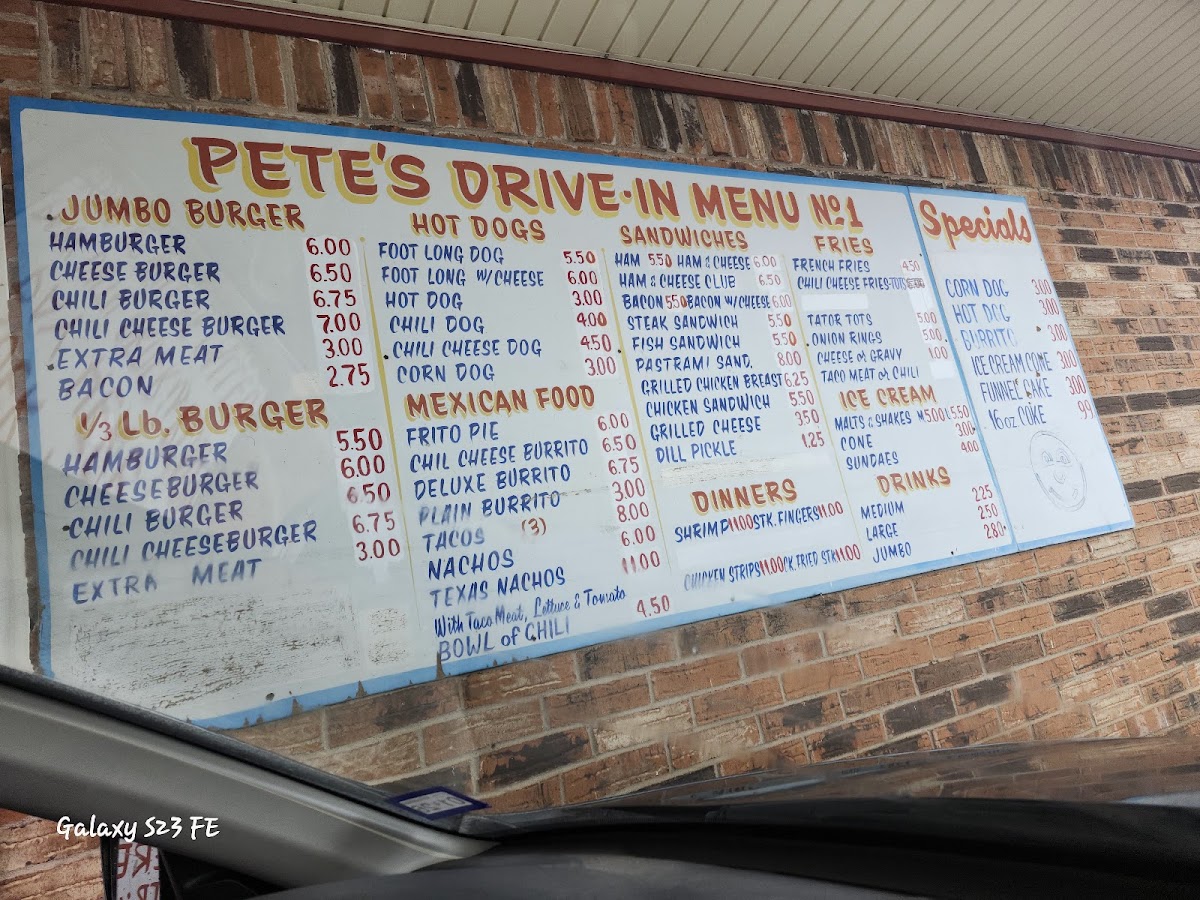 PETE'S DRIVE-IN MENU Nº1
JUMBO BURGER
HAMBURGER 6.00
CHEESE BURGER 6.50
CHILI BURGER 6.75
CHILI CHEESE BURGER 7.00
EXTRA MEAT 3.00
BACON 2.75
1/3 Lb. BURGER
HAMBURGER 5.50
CHEESEBURGER 6.00
CHILI BURGER 6.50
CHILI CHEESEBURGER 6.75
EXTRA MEAT 3.00
HOT DOGS
FOOT LONG DOG 5.50
FOOT LONG W/CHEESE 6.00
HOT DOG 3.00
CHILI DOG 4.00
CHILI CHEESE DOG 4.50
CORN DOG 3.00
MEXICAN FOOD
FRITO PIE 6.00
CHIL CHEESE BURRITO 6.50
DELUXE BURRITO 6.75
PLAIN BURRITO 3.00
TACOS (3) 8.00
NACHOS 6.00
TEXAS NACHOS 11.00
With Taco Meat, Lettuce & Tomato
BOWL of CHILI 4.50
SANDWICHES
HAM 5.50 HAM & CHEESE 6.00
HAM & CHEESE CLUB 6.50
BACON 5.50 BACON W/CHEESE 6.00
STEAK SANDWICH 5.50
FISH SANDWICH 5.50
PASTRAMI SAND. 8.00
GRILLED CHICKEN BREAST 6.25
CHICKEN SANDWICH 5.50
GRILLED CHEESE 3.50
DILL PICKLE 1.25
DINNERS
SHRIMP 11.00 STK. FINGERS 11.00
CHICKEN STRIPS 11.00 CK. FRIED STK 11.00
FRIES
FRENCH FRIES 4.50
CHILI CHEESE FRIES-TOTS
TATOR TOTS 5.00
ONION RINGS 5.00
CHEESE or GRAVY 1.00
TACO MEAT or CHILI
ICE CREAM
MALTS & SHAKES M 5.00 L 5.50
CONE 3.00
SUNDAES 4.00
DRINKS
MEDIUM 2.25
LARGE 2.50
JUMBO 2.80
Specials
CORN DOG 3.00
HOT DOG 3.00
BURRITO 3.00
ICE CREAM CONE 3.00
FUNNEL CAKE 3.00
16 oz COKE 99
Galaxy S23 FE